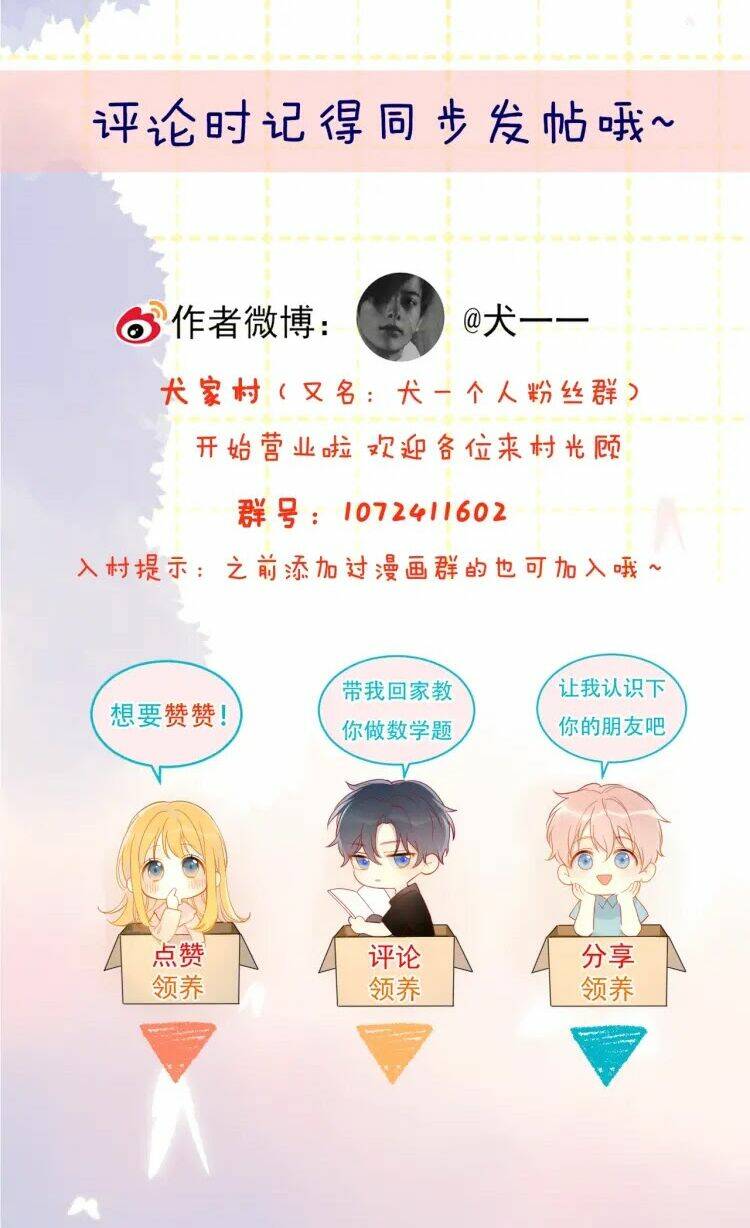 评论时记得同步发帖哦~
作者微博： @犬一一
犬家村（又名：犬一个人粉丝群）
开始营业啦 欢迎各位来村光顾
群号：1072411602
入村提示：之前添加过漫画群的也可加入哦~
想要赞赞！
带我回家教
你做数学题
让我认识下
你的朋友吧
点赞
领养
评论
领养
分享
领养